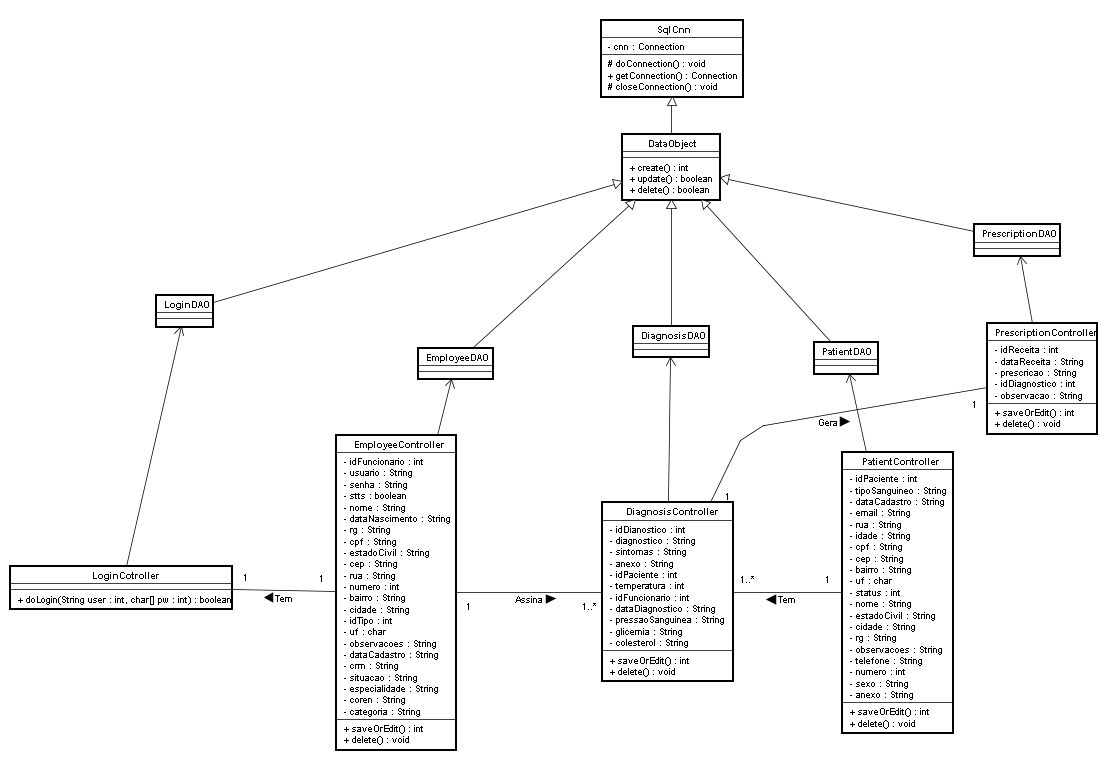 SqlCnn
- cnn : Connection
# doConnection() : void
+ getConnection() : Connection
# closeConnection() : void
DataObject
+ create() : int
+ update() : boolean
+ delete() : boolean
PrescriptionDAO
LoginDAO
DiagnosisDAO
EmployeeDAO
PatientDAO
PrescriptionController
- idReceita : int
- dataReceita : String
- prescricao : String
- idDiagnostico : int
- observacao : String
+ saveOrEdit() : int
+ delete() : void
1
Gera
1
EmployeeController
- idFuncionario : int
- usuario : String
- senha : String
- stts : boolean
- nome : String
- dataNascimento : String
- rg : String
- cpf : String
- estadoCivil : String
- cep : String
- rua : String
- numero : int
- bairro : String
- cidade : String
- idTipo : int
- uf : char
- observacoes : String
- dataCadastro : String
- crm : String
- situacao : String
- especialidade : String
- coren : String
- categoria : String
+ saveOrEdit() : int
+ delete() : void
PatientController
- idPaciente : int
- tipoSanguineo : String
- dataCadastro : String
- email : String
- rua : String
- idade : String
- cpf : String
- cep : String
- bairro : String
- uf : char
- status : int
- nome : String
- estadoCivil : String
- cidade : String
- rg : String
- observacoes : String
- telefone : String
- numero : int
- sexo : String
- anexo : String
+ saveOrEdit() : int
+ delete() : void
DiagnosisController
- idDianostico : int
- diagnostico : String
- sintomas : String
- anexo : String
- idPaciente : int
- temperatura : int
- idFuncionario : int
- dataDiagnostico : String
- pressaoSanguinea : String
- glicemia : String
- colesterol : String
+ saveOrEdit() : int
+ delete() : void
LoginCotroller
+ doLogin(String user : int, char[] pw : int) : boolean
1
1
Tem
1
Assina
1..*
1..*
1
Tem